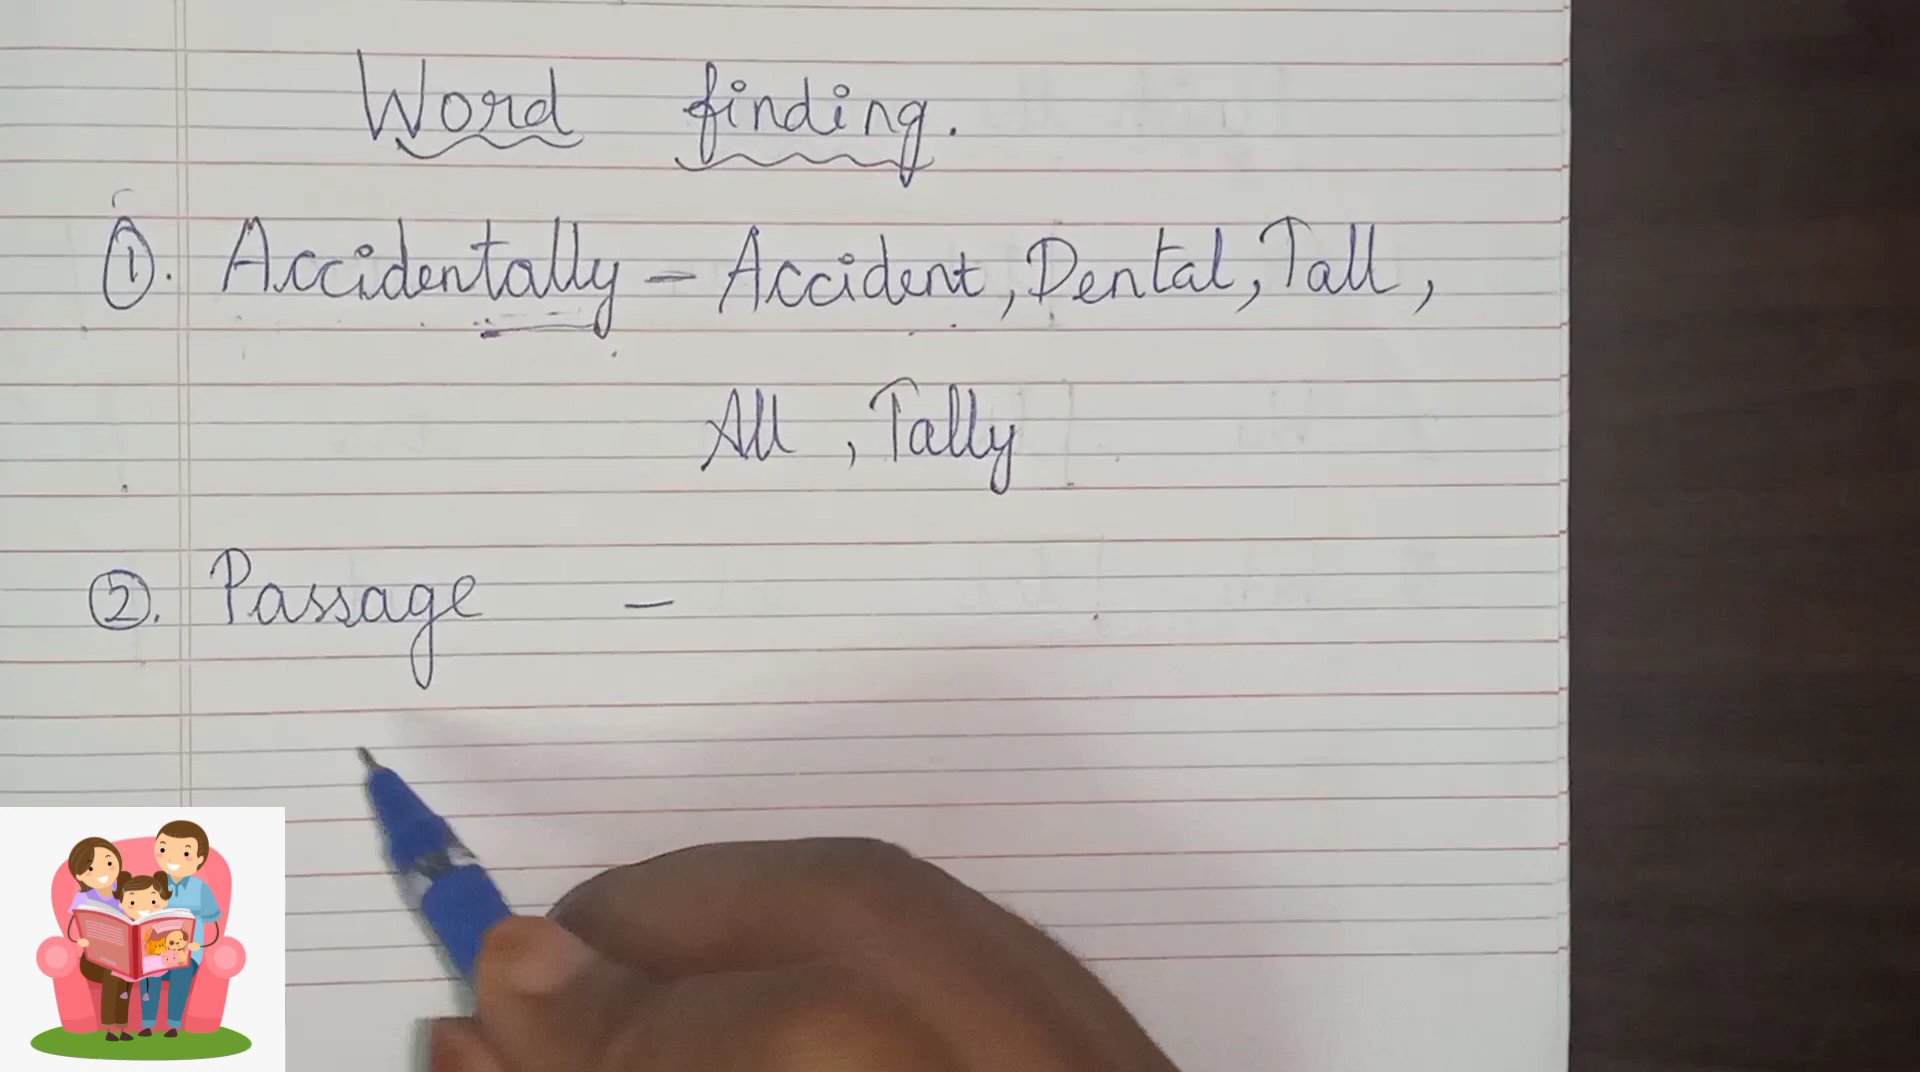 Word finding.
①. Accidentally – Accident, Dental, Tall,
All, Tally
②. Passage –